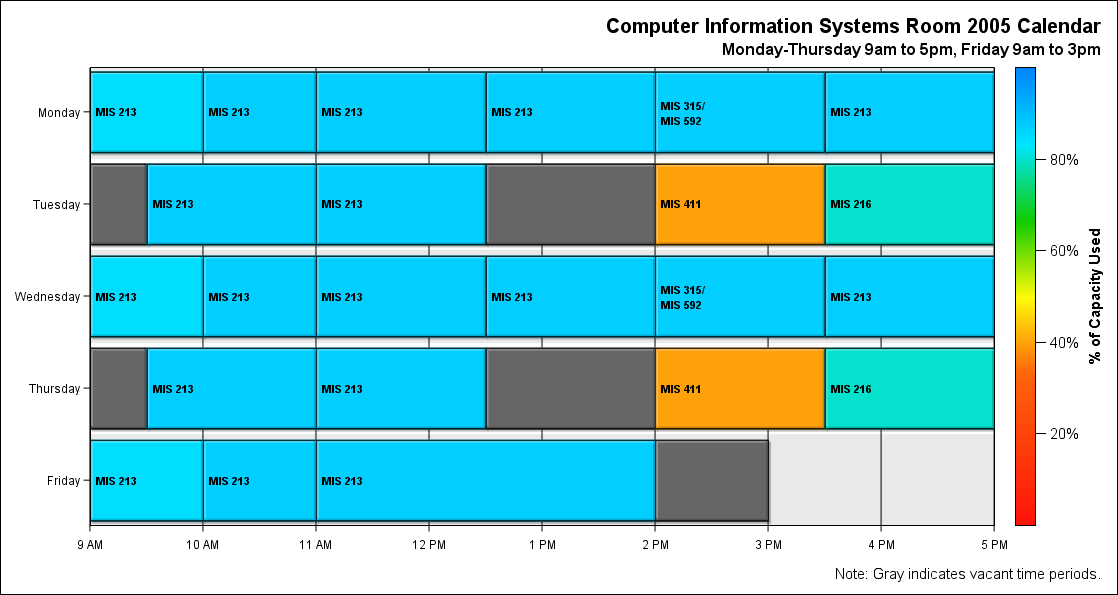 Computer Information Systems Room 2005 Calendar
Monday-Thursday 9am to 5pm, Friday 9am to 3pm
Monday
MIS 213
MIS 213
MIS 213
MIS 213
MIS 315/
MIS 592
MIS 213
Tuesday
MIS 213
MIS 213
MIS 411
MIS 216
Wednesday
MIS 213
MIS 213
MIS 213
MIS 213
MIS 315/
MIS 592
MIS 213
Thursday
MIS 213
MIS 213
MIS 411
MIS 216
Friday
MIS 213
MIS 213
MIS 213
9 AM
10 AM
11 AM
12 PM
1 PM
2 PM
3 PM
4 PM
5 PM
80%
60%
40%
20%
% of Capacity Used
Note: Gray indicates vacant time periods.